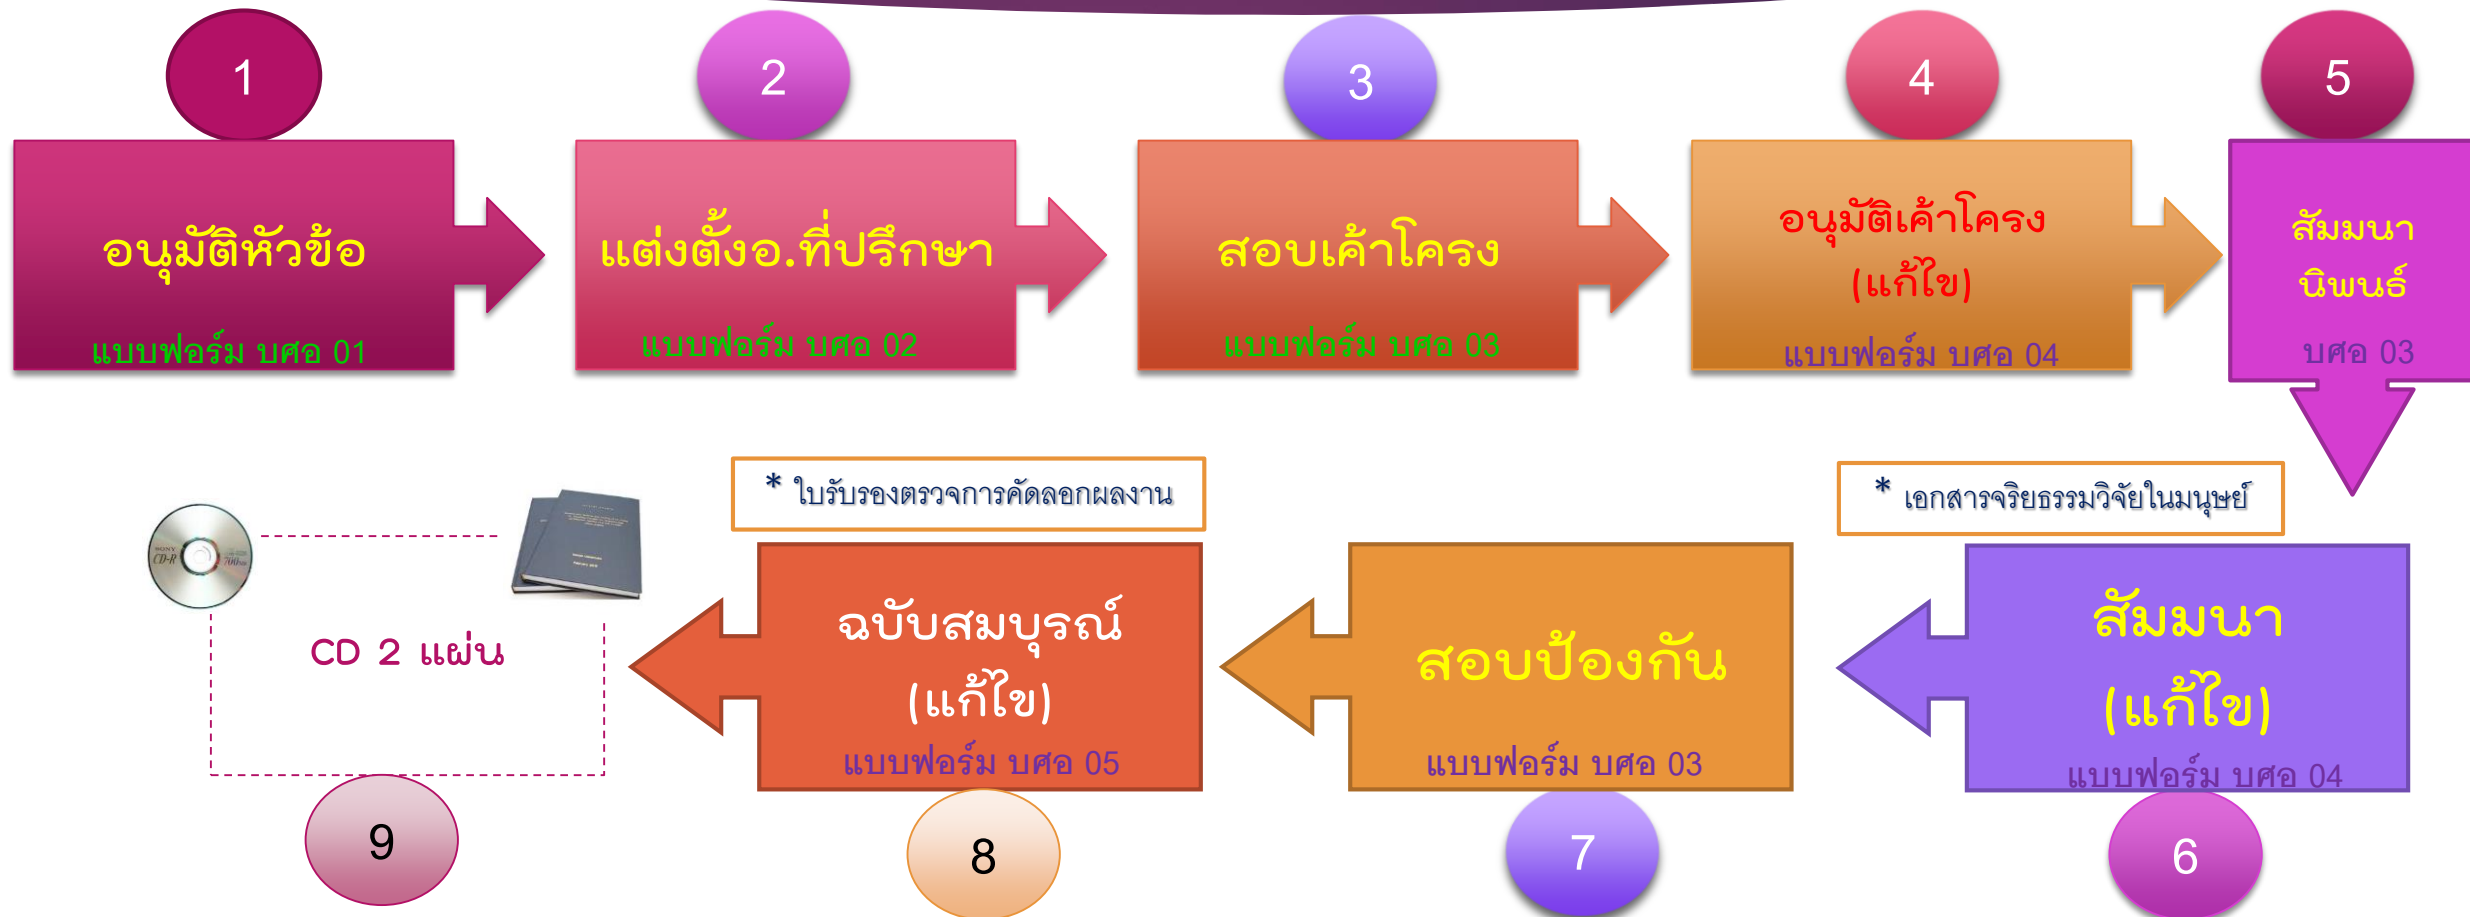 1
อนุมัติหัวข้อ
แบบฟอร์ม บศอ 01
2
แต่งตั้งอ.ที่ปรึกษา
แบบฟอร์ม บศอ 02
3
สอบเค้าโครง
แบบฟอร์ม บศอ 03
4
อนุมัติเค้าโครง
(แก้ไข)
แบบฟอร์ม บศอ 04
5
สัมมนา
นิพนธ์
บศอ 03
* เอกสารจริยธรรมวิจัยในมนุษย์
สัมมนา
(แก้ไข)
แบบฟอร์ม บศอ 04
6
สอบป้องกัน
แบบฟอร์ม บศอ 03
7
* ใบรับรองตรวจการคัดลอกผลงาน
ฉบับสมบุรณ์
(แก้ไข)
แบบฟอร์ม บศอ 05
8
SONY
CD-R
700
CD 2 แผ่น
9